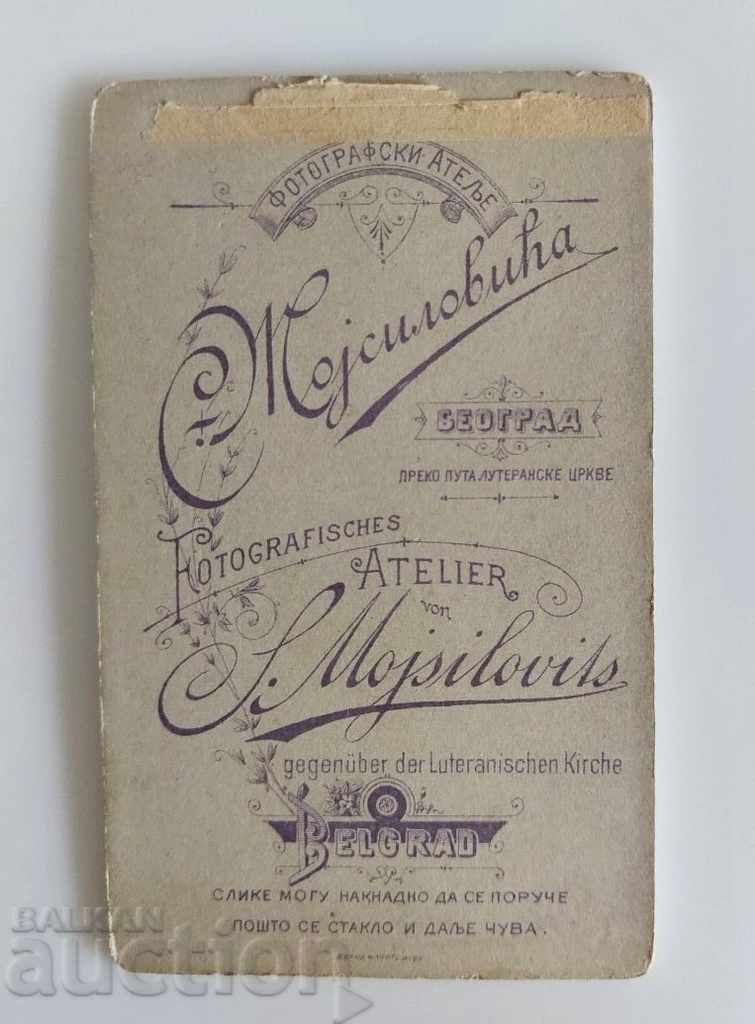 ФОТОГРАФСКИ АТЕЉЕ
С. Мојсиловића
БЕОГРАД
ПРЕКО ПУТА ЛУТЕРАНСКЕ ЦРКВЕ
FOTOGRAFISCHES
ATELIER
von
S. Mojsilovits
gegenüber der Luteranischen Kirche
BELGRAD
СЛИКЕ МОГУ НАКНАДНО ДА СЕ ПОРУЧЕ
ПОШТО СЕ СТАКЛО И ДАЉЕ ЧУВА.
BALKAN
auction